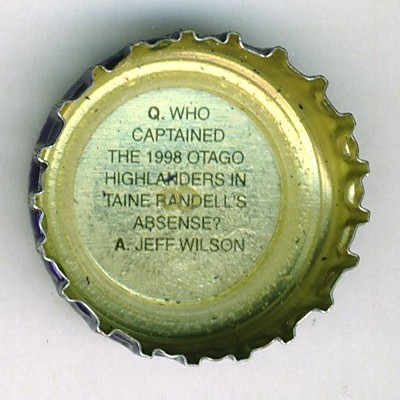 Q. WHO
CAPTAINED
THE 1998 OTAGO
HIGHLANDERS IN
TAINE RANDELL'S
ABSENSE?
A. JEFF WILSON